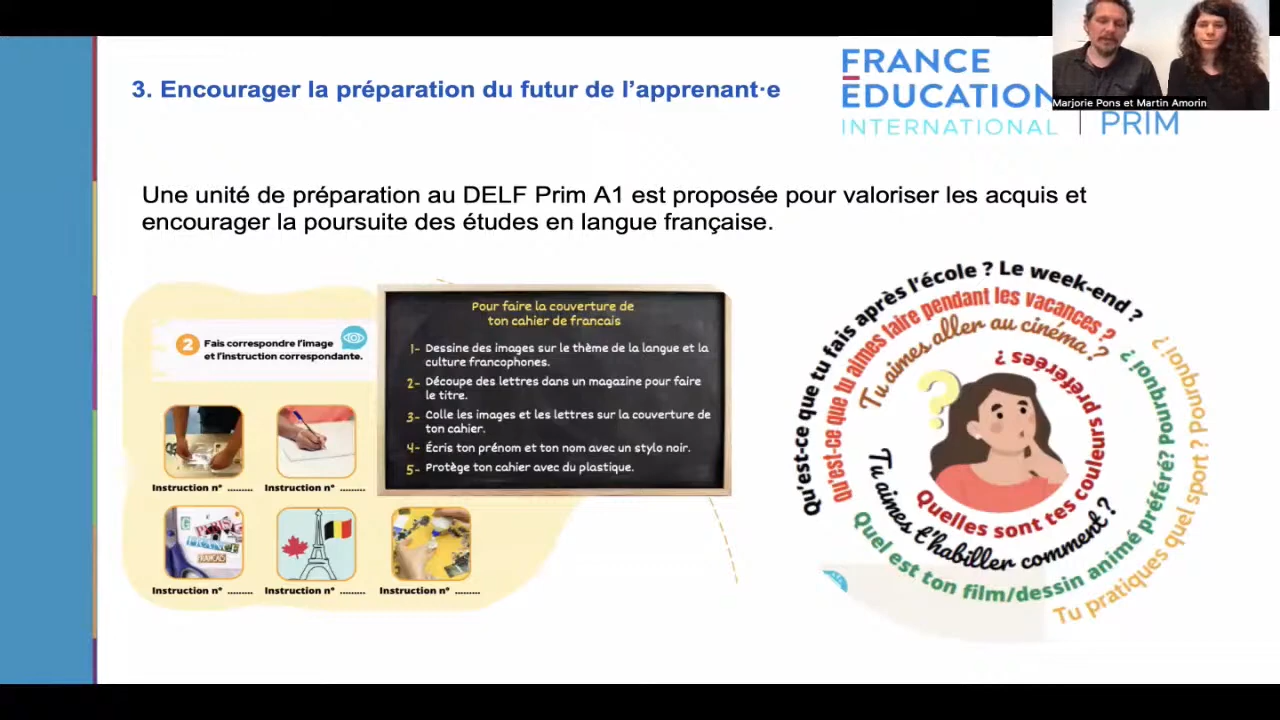 3. Encourager la préparation du futur de l'apprenant·e
FRANCE
EDUCATION
INTERNATIONAL
PRIM
Marjorie Pons et Martin Amorin
Une unité de préparation au DELF Prim A1 est proposée pour valoriser les acquis et
encourager la poursuite des études en langue française.
2 Fais correspondre l'image
et l'instruction correspondante.
Instruction n° .........
Instruction n° .........
Instruction n° .........
Instruction n° .........
Instruction n° .........
Pour faire la couverture de
ton cahier de francais
1- Dessine des images sur le thème de la langue et la
culture francophones.
2- Découpe des lettres dans un magazine pour faire
le titre.
3- Colle les images et les lettres sur la couverture de
ton cahier.
4- Écris ton prénom et ton nom avec un stylo noir.
5- Protège ton cahier avec du plastique.
Qu'est-ce que tu fais après l'école ? Le week-end ?
Qu'est-ce que tu aimes faire pendant les vacances ?
Tu aimes aller au cinéma ?
Quelles sont tes couleurs préférées ?
Tu aimes t'habiller comment ?
Quel est ton film/dessin animé préféré? Pourquoi ?
Tu pratiques quel sport ? Pourquoi ?